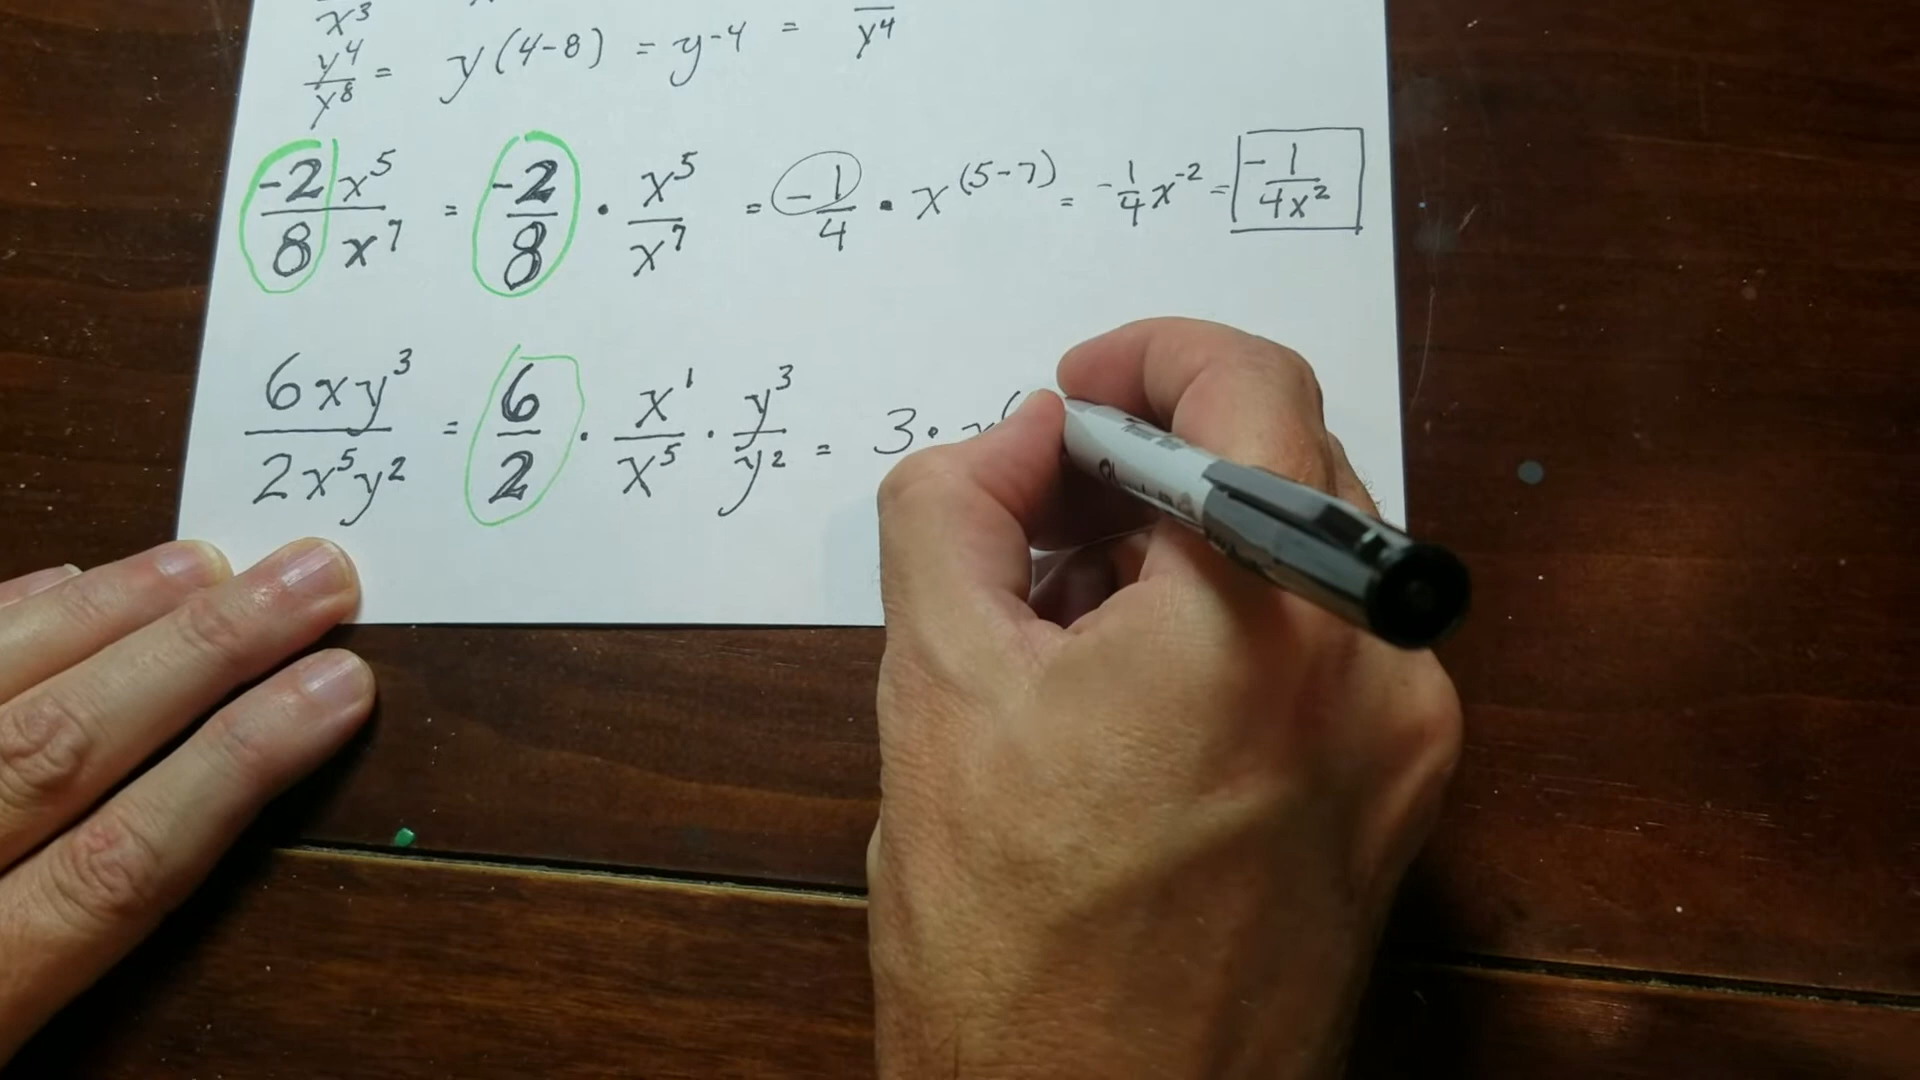 x³
y⁴/y⁸ = y(4-8) = y⁻⁴ = y⁴
-2x⁵/8x⁷ = -2/8 · x⁵/x⁷ = -1/4 · x⁽⁵⁻⁷⁾ = -1/4 x⁻² = -1/4x²
6xy³/2x⁵y² = 6/2 · x¹/x⁵ · y³/y² = 3 · x⁽